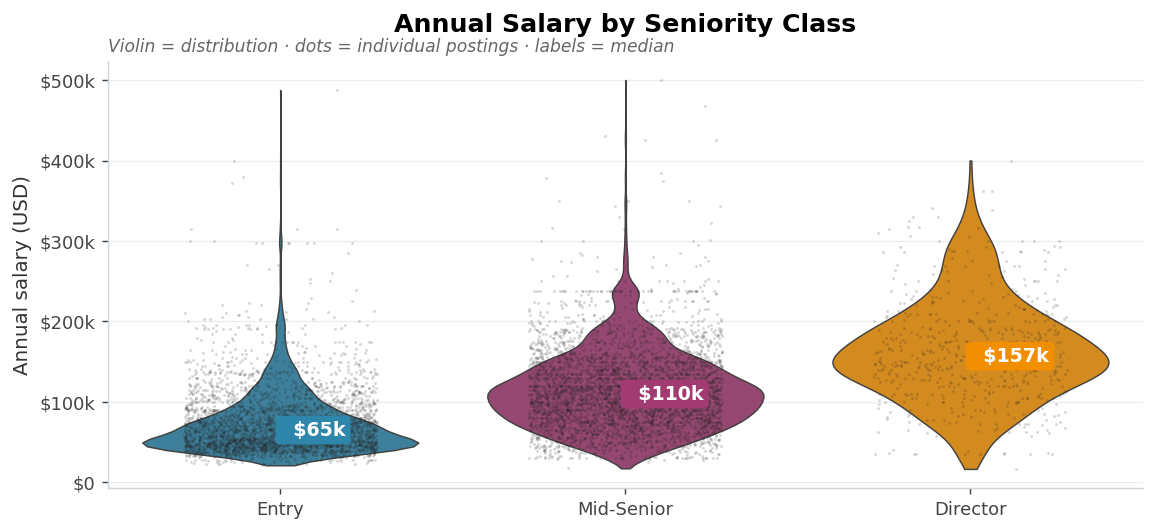 Annual Salary by Seniority Class
Violin = distribution · dots = individual postings · labels = median
Annual salary (USD)
$500k
$400k
$300k
$200k
$100k
$0
$65k
$110k
$157k
Entry
Mid-Senior
Director